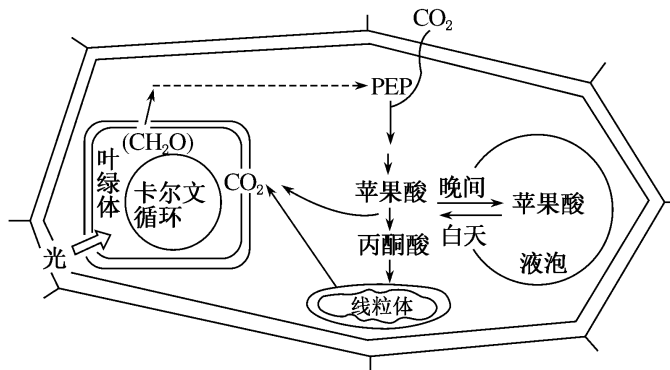 CO₂
PEP
(CH₂O)
叶绿体
卡尔文
循环
CO₂
苹果酸
晚间
苹果酸
白天
丙酮酸
液泡
光
线粒体